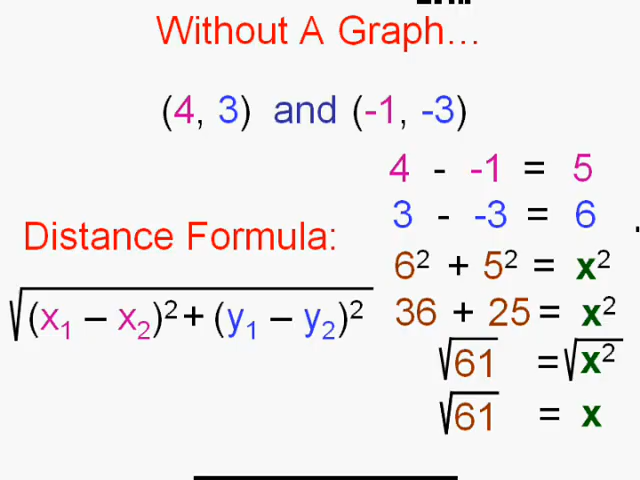 Without A Graph...
(4, 3) and (-1, -3)
4 - -1 = 5
3 - -3 = 6
Distance Formula:
6² + 5² = x²
√(x₁ – x₂)² + (y₁ – y₂)²
36 + 25 = x²
√61 = √x²
√61 = x